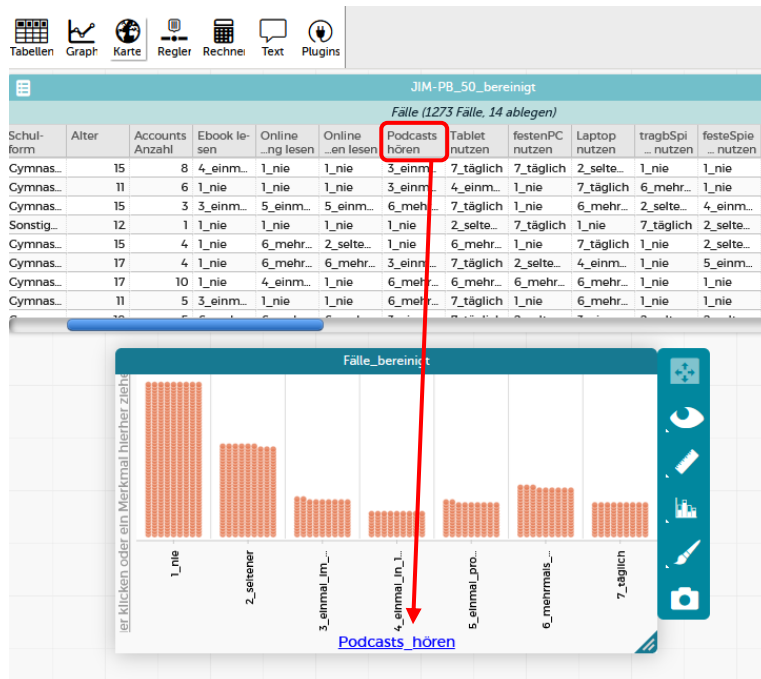 Tabellen Graph Karte Regler Rechner Text Plugins
JIM-PB_50_bereinigt
Fälle (1273 Fälle, 14 ablegen)
Schul- Alter Accounts Ebook le- Online Online Podcasts Tablet festenPC Laptop tragbSpi festeSpie
form Anzahl sen ...ng lesen ...en lesen hören nutzen nutzen nutzen ... nutzen ... nutzen
Gymnas... 15 8 4_einm... 1_nie 1_nie 3_einm... 7_täglich 7_täglich 2_selte... 1_nie 1_nie
Gymnas... 11 6 1_nie 1_nie 1_nie 3_einm... 4_einm... 1_nie 7_täglich 6_mehr... 1_nie
Gymnas... 15 3 3_einm... 5_einm... 5_einm... 6_meh... 7_täglich 1_nie 6_mehr... 2_selte... 4_einm...
Sonstig... 12 1 1_nie 1_nie 1_nie 1_nie 2_selte... 7_täglich 1_nie 7_täglich 2_selte...
Gymnas... 15 4 1_nie 6_mehr... 2_selte... 1_nie 6_mehr... 1_nie 7_täglich 1_nie 2_selte...
Gymnas... 17 4 1_nie 6_mehr... 6_mehr... 3_einm... 7_täglich 2_selte... 4_einm... 1_nie 5_einm...
Gymnas... 17 10 1_nie 4_einm... 1_nie 6_mehr... 6_mehr... 6_mehr... 6_mehr... 1_nie 1_nie
Gymnas... 11 5 3_einm... 1_nie 1_nie 6_mehr... 7_täglich 1_nie 6_mehr... 1_nie 1_nie
Fälle_bereinigt
er klicken oder ein Merkmal hierher ziehe
1_nie
2_seltener
3_einmal_im_...
4_einmal_in_1...
5_einmal_pro...
6_mehrmals_...
7_täglich
Podcasts_hören